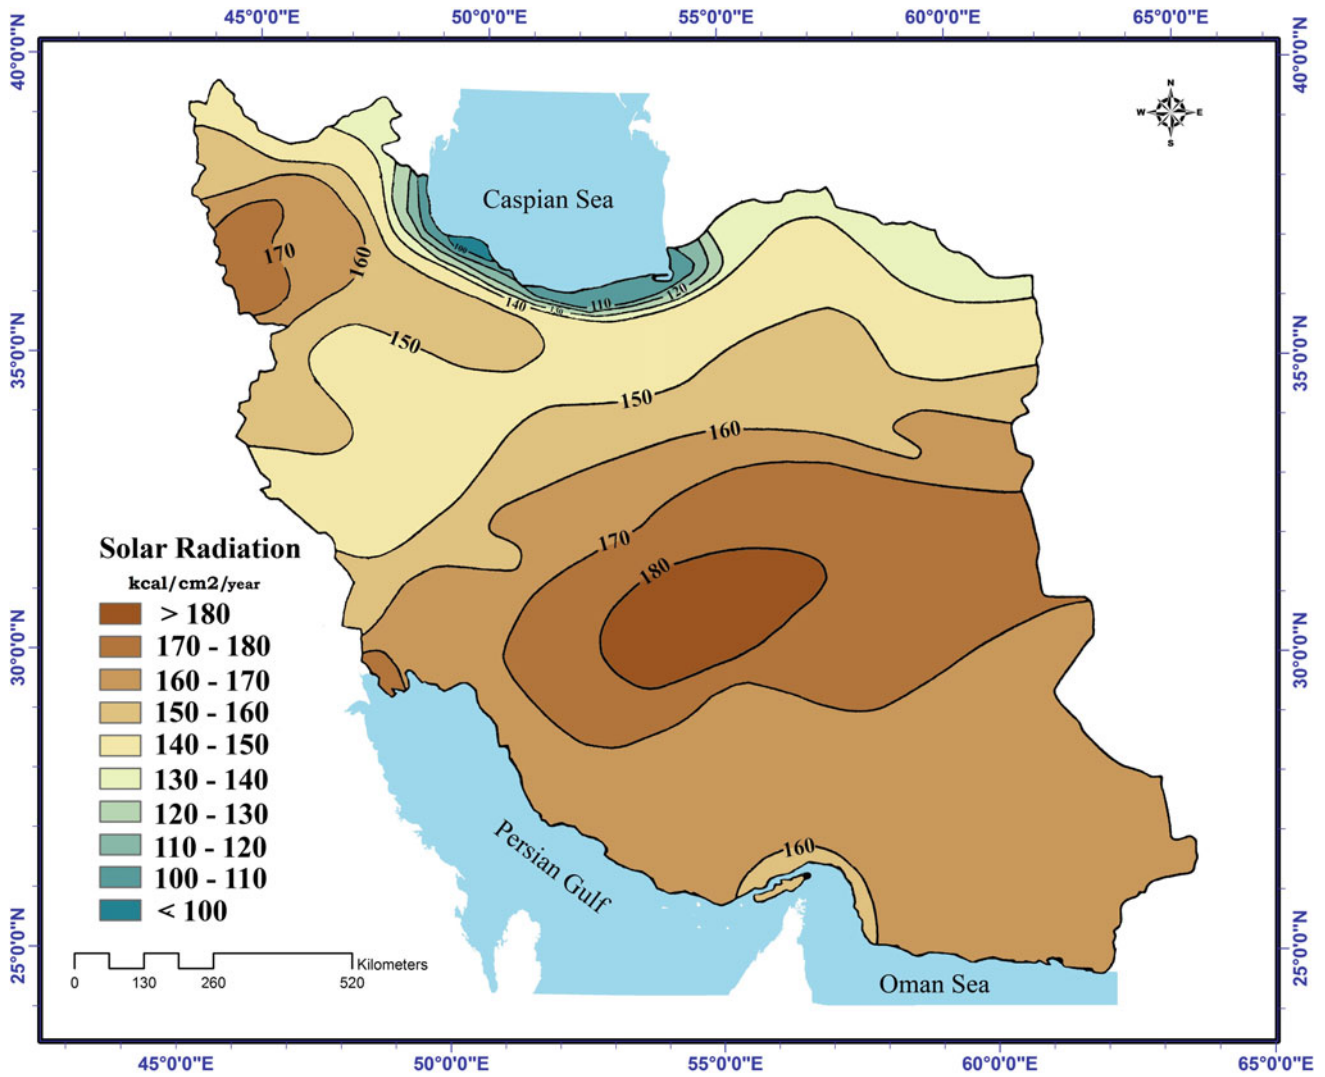 45°0'0"E 50°0'0"E 55°0'0"E 60°0'0"E 65°0'0"E
40°0'0"N
40°0'0"N
N
W E
S
Caspian Sea
170
160
100
140
130
110
120
150
35°0'0"N
35°0'0"N
150
160
170
180
Solar Radiation
kcal/cm2/year
> 180
170 - 180
160 - 170
150 - 160
140 - 150
130 - 140
120 - 130
110 - 120
100 - 110
< 100
30°0'0"N
30°0'0"N
160
Persian Gulf
25°0'0"N
25°0'0"N
Kilometers
0 130 260 520
Oman Sea
45°0'0"E 50°0'0"E 55°0'0"E 60°0'0"E 65°0'0"E